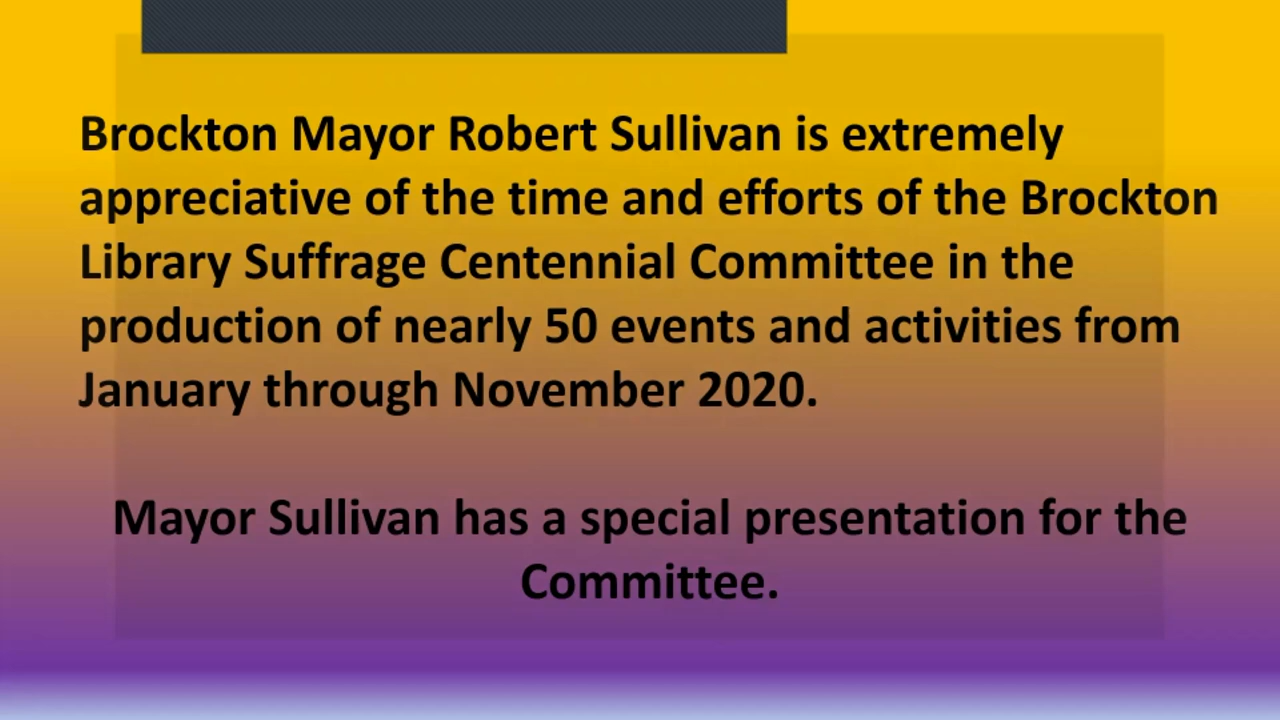 Brockton Mayor Robert Sullivan is extremely
appreciative of the time and efforts of the Brockton
Library Suffrage Centennial Committee in the
production of nearly 50 events and activities from
January through November 2020.
Mayor Sullivan has a special presentation for the
Committee.